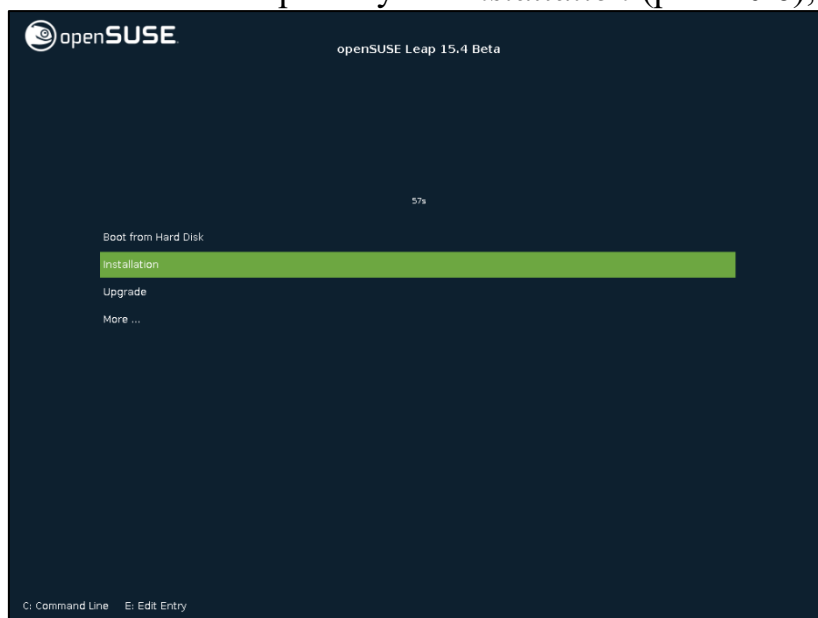 openSUSE.
openSUSE Leap 15.4 Beta
57s
Boot from Hard Disk
Installation
Upgrade
More ...
C: Command Line E: Edit Entry